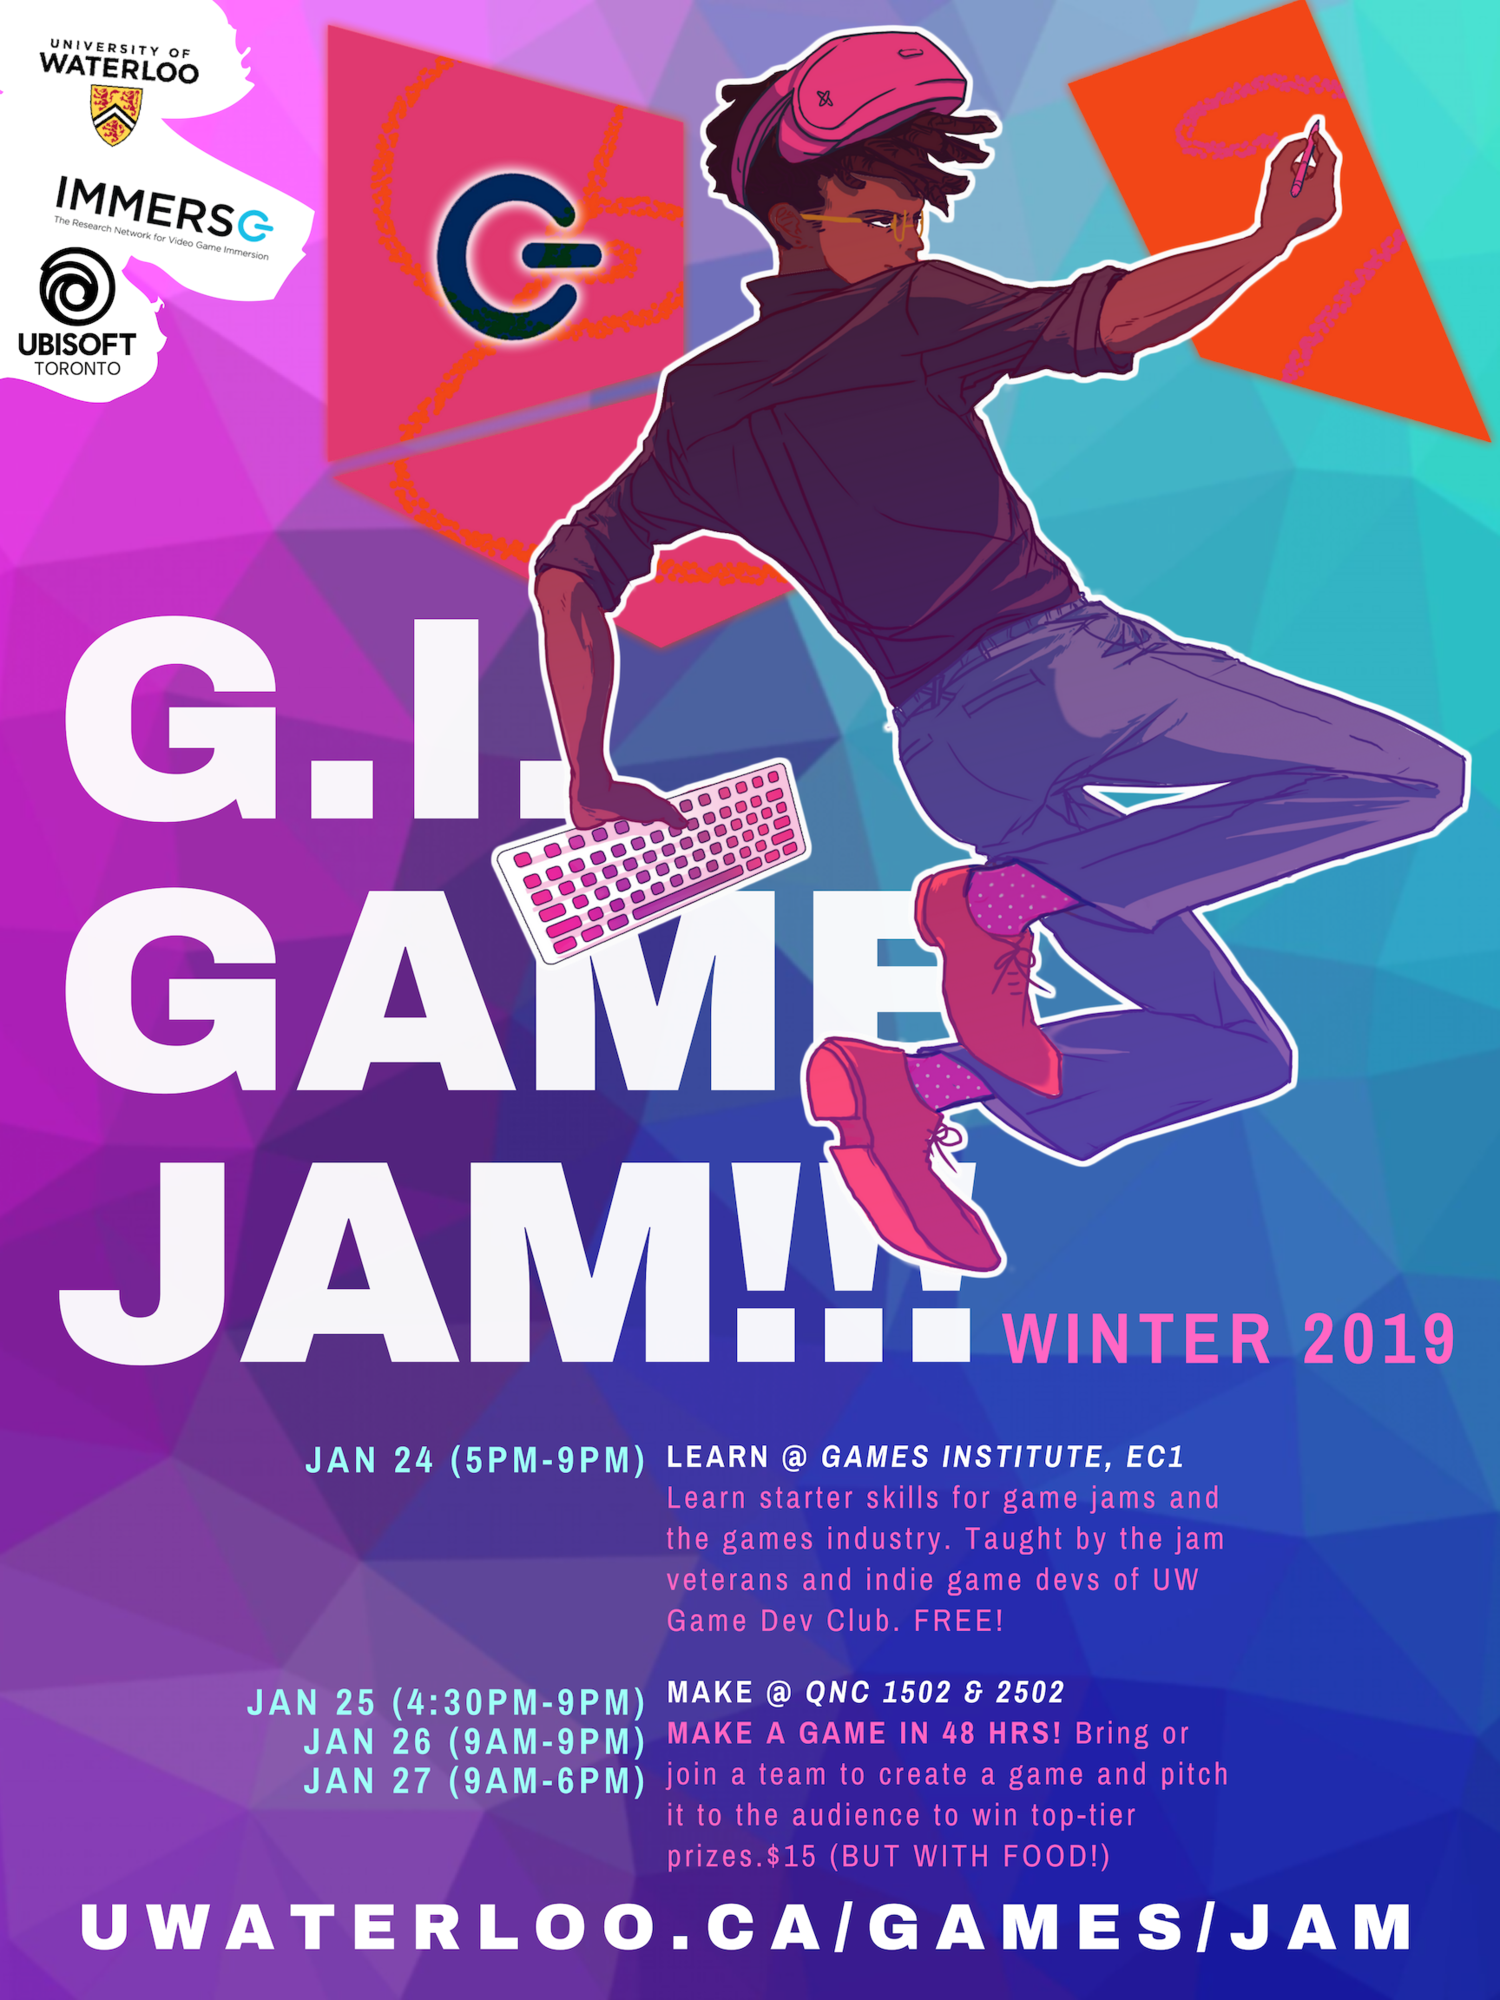 UNIVERSITY OF
WATERLOO
IMMERSe
The Research Network for Video Game Immersion
UBISOFT
TORONTO
G.I.
GAME
JAM!!!
WINTER 2019
JAN 24 (5PM-9PM)
LEARN @ GAMES INSTITUTE, EC1
Learn starter skills for game jams and
the games industry. Taught by the jam
veterans and indie game devs of UW
Game Dev Club. FREE!
JAN 25 (4:30PM-9PM)
JAN 26 (9AM-9PM)
JAN 27 (9AM-6PM)
MAKE @ QNC 1502 & 2502
MAKE A GAME IN 48 HRS! Bring or
join a team to create a game and pitch
it to the audience to win top-tier
prizes.$15 (BUT WITH FOOD!)
UWATERLOO.CA/GAMES/JAM